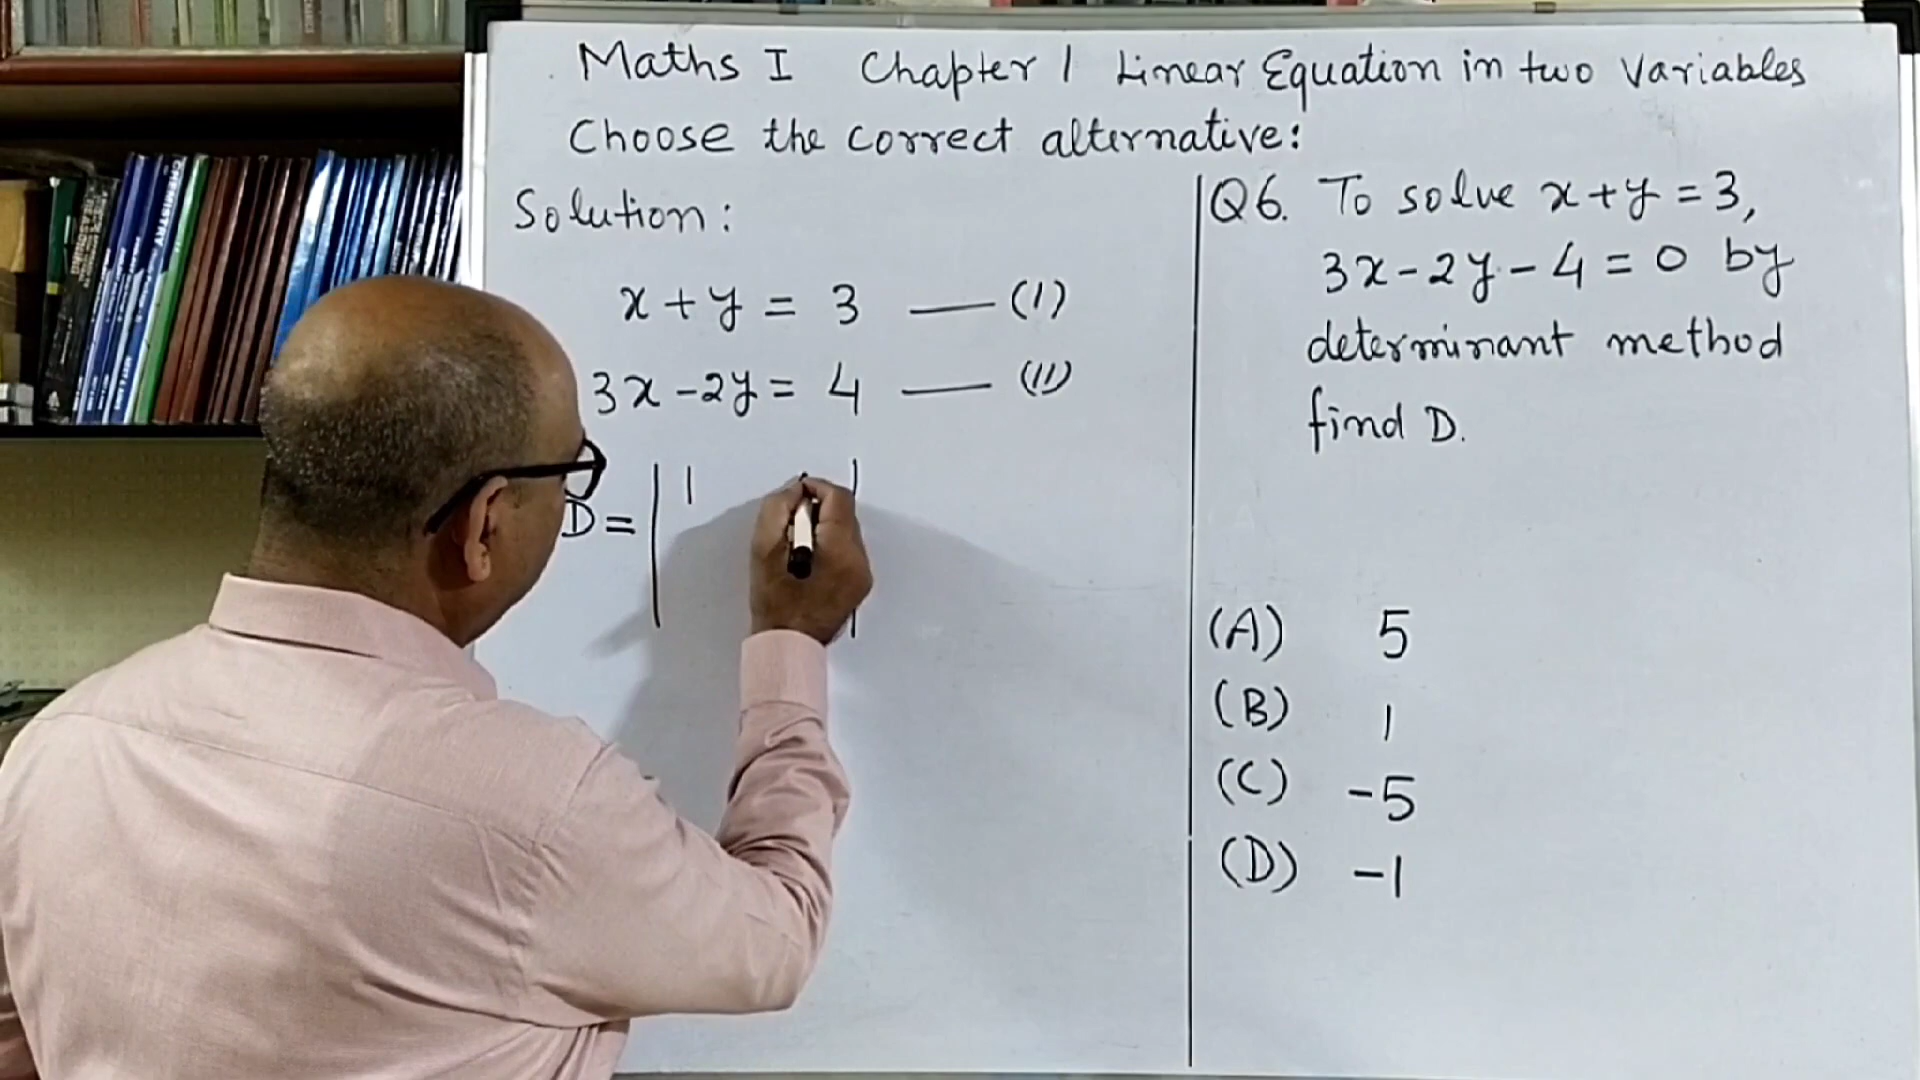 Maths I Chapter 1 Linear Equation in two Variables
Choose the correct alternative:
Solution:
x + y = 3 — (I)
3x - 2y = 4 — (II)
D = | 1 |
Q6. To solve x + y = 3,
3x - 2y - 4 = 0 by
determinant method
find D.
(A) 5
(B) 1
(C) -5
(D) -1
CHEMISTRY